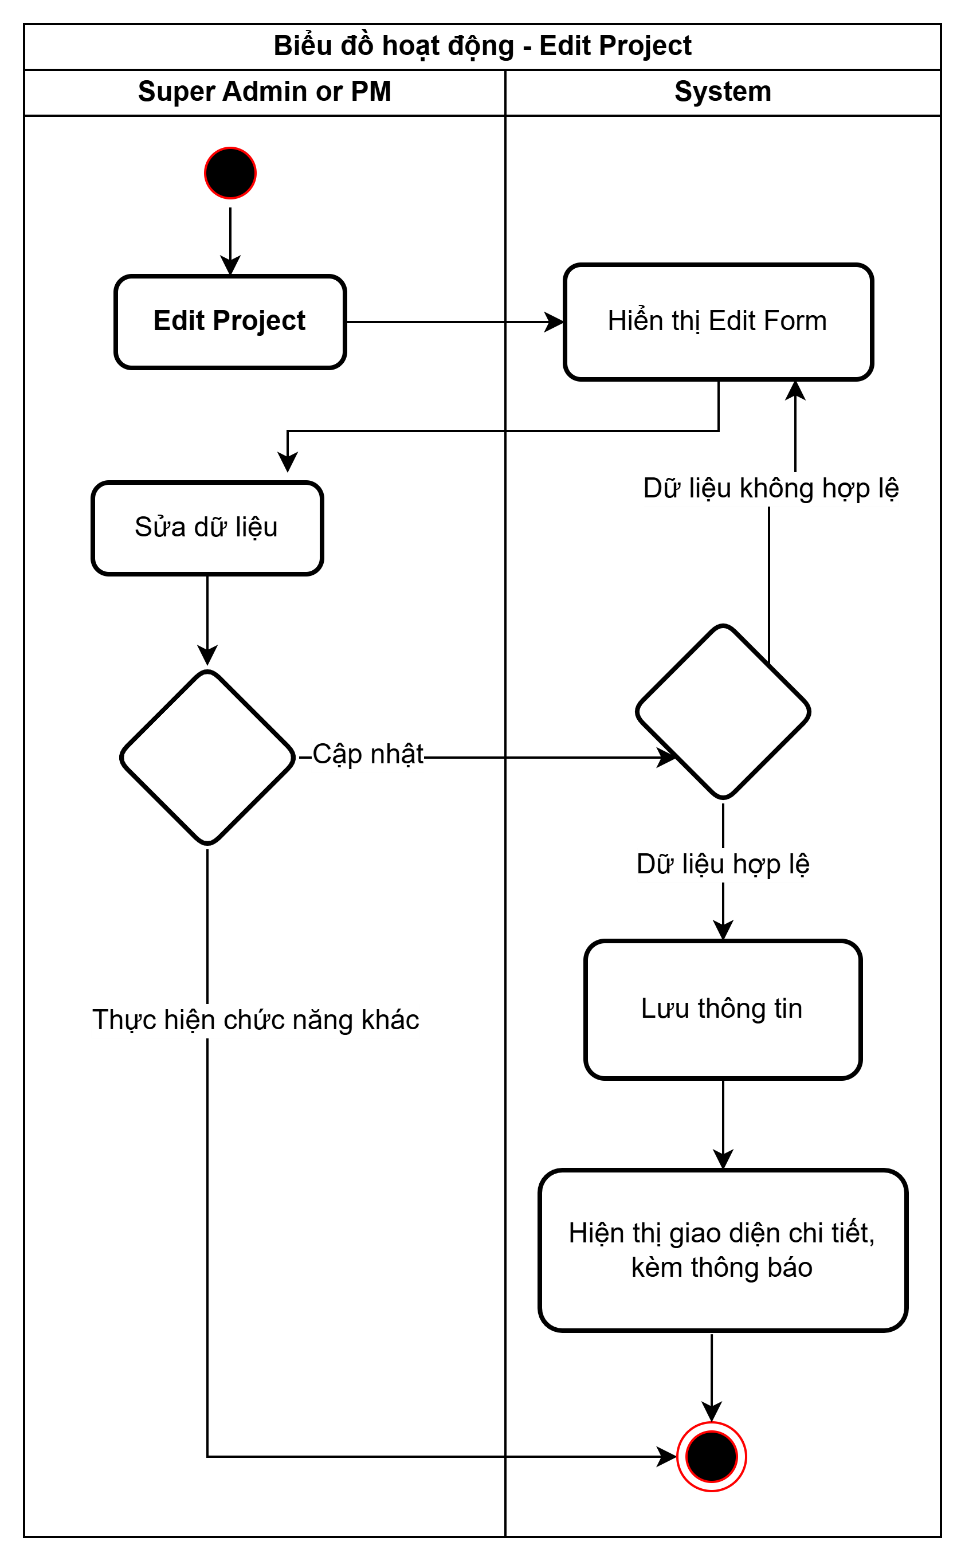 Biểu đồ hoạt động - Edit Project
Super Admin or PM
System
Edit Project
Hiển thị Edit Form
Dữ liệu không hợp lệ
Sửa dữ liệu
Cập nhật
Dữ liệu hợp lệ
Lưu thông tin
Thực hiện chức năng khác
Hiện thị giao diện chi tiết,
kèm thông báo